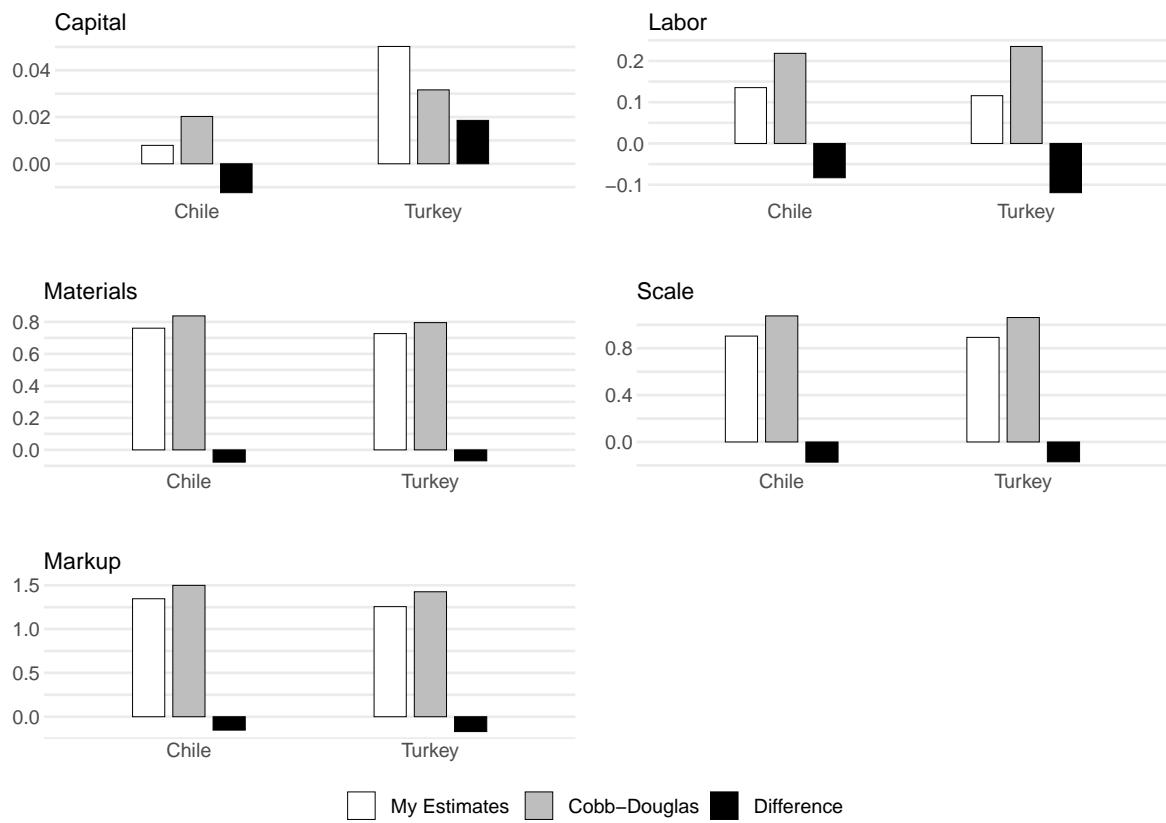 Capital
0.04
0.02
0.00
Chile Turkey
Labor
0.2
0.1
0.0
−0.1
Chile Turkey
Materials
0.8
0.6
0.4
0.2
0.0
Chile Turkey
Scale
0.8
0.4
0.0
Chile Turkey
Markup
1.5
1.0
0.5
0.0
Chile Turkey
My Estimates Cobb−Douglas Difference